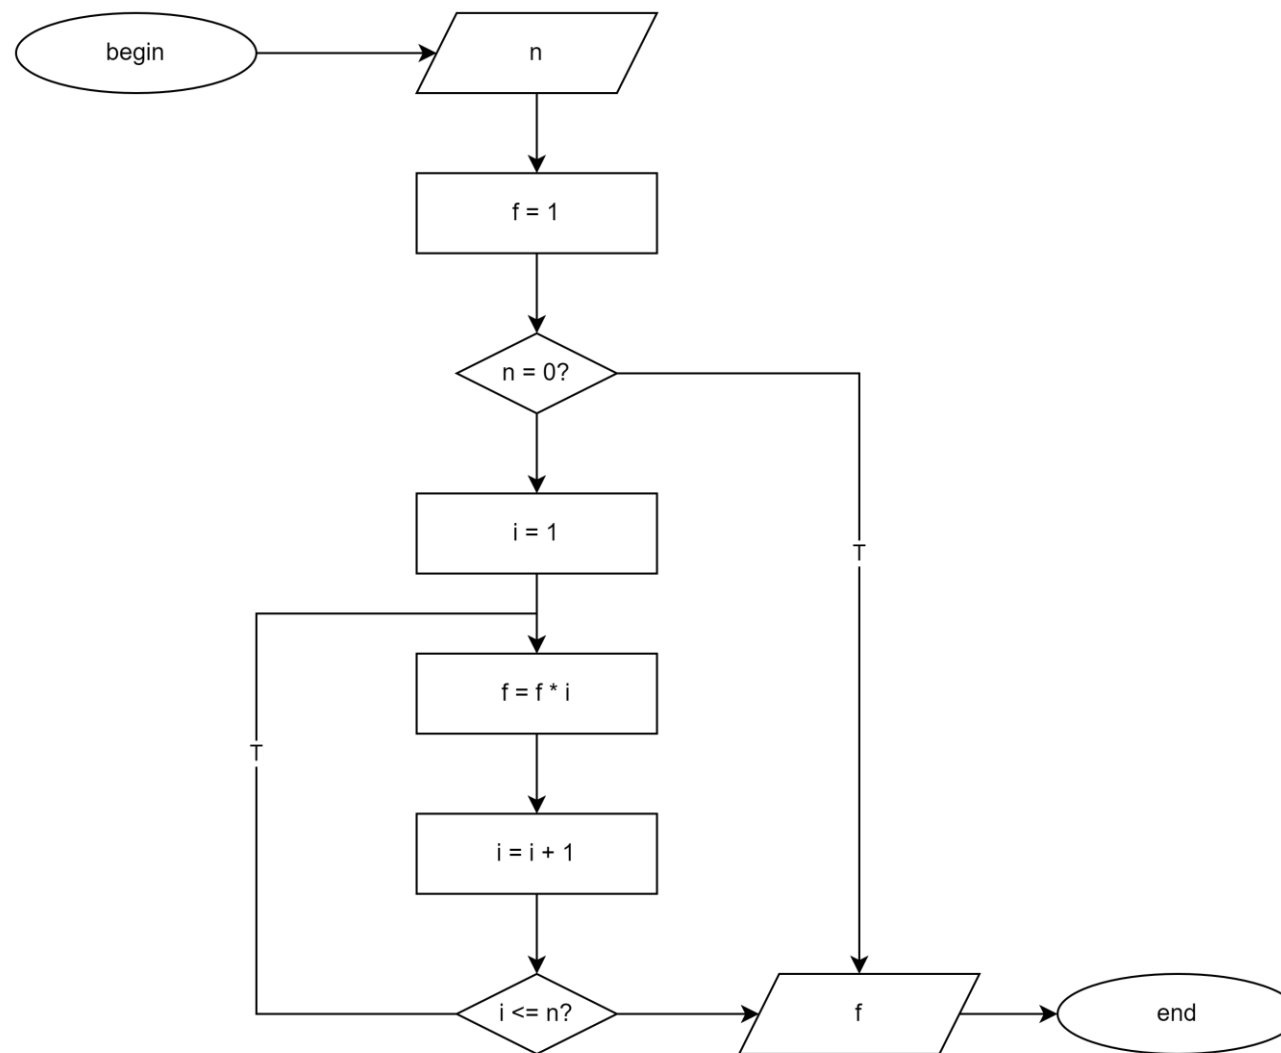 begin
n
f = 1
n = 0?
i = 1
T
f = f * i
T
i = i + 1
i <= n?
f
end